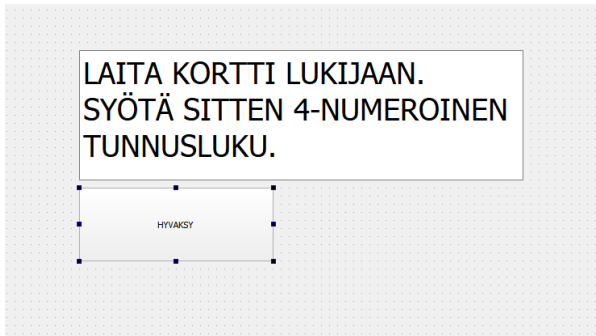 LAITA KORTTI LUKIJAAN.
SYÖTÄ SITTEN 4-NUMEROINEN
TUNNUSLUKU.
HYVAKSY